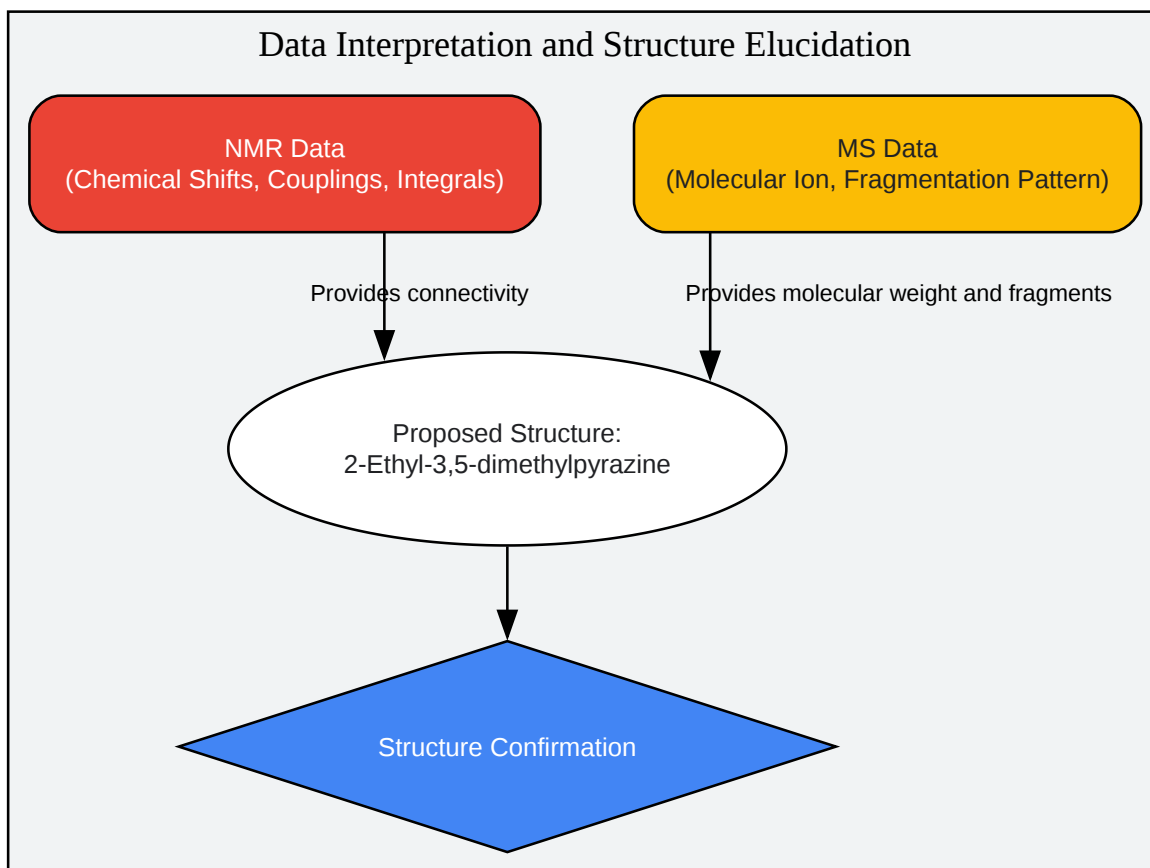 Data Interpretation and Structure Elucidation
NMR Data
(Chemical Shifts, Couplings, Integrals)
MS Data
(Molecular Ion, Fragmentation Pattern)
Provides connectivity
Provides molecular weight and fragments
Proposed Structure:
2-Ethyl-3,5-dimethylpyrazine
Structure Confirmation